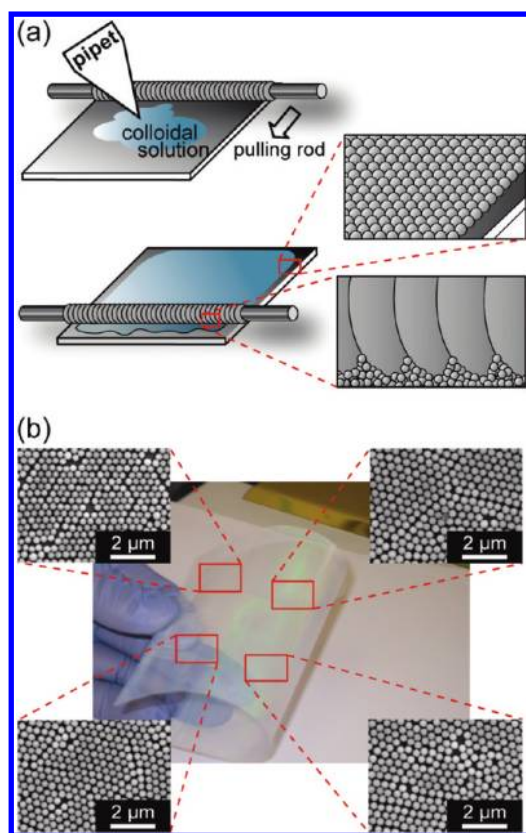 (a)
pipet
colloidal
solution
pulling rod
(b)
2 μm
2 μm
2 μm
2 μm